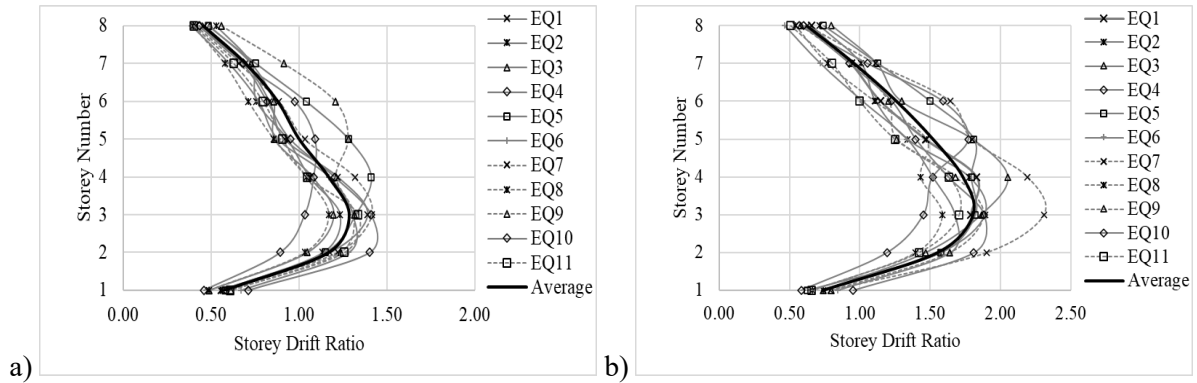 8
7
6
5
4
3
2
1
Storey Number
0.00 0.50 1.00 1.50 2.00
Storey Drift Ratio
EQ1
EQ2
EQ3
EQ4
EQ5
EQ6
EQ7
EQ8
EQ9
EQ10
EQ11
Average
a)
8
7
6
5
4
3
2
1
Storey Number
0.00 0.50 1.00 1.50 2.00 2.50
Storey Drift Ratio
EQ1
EQ2
EQ3
EQ4
EQ5
EQ6
EQ7
EQ8
EQ9
EQ10
EQ11
Average
b)